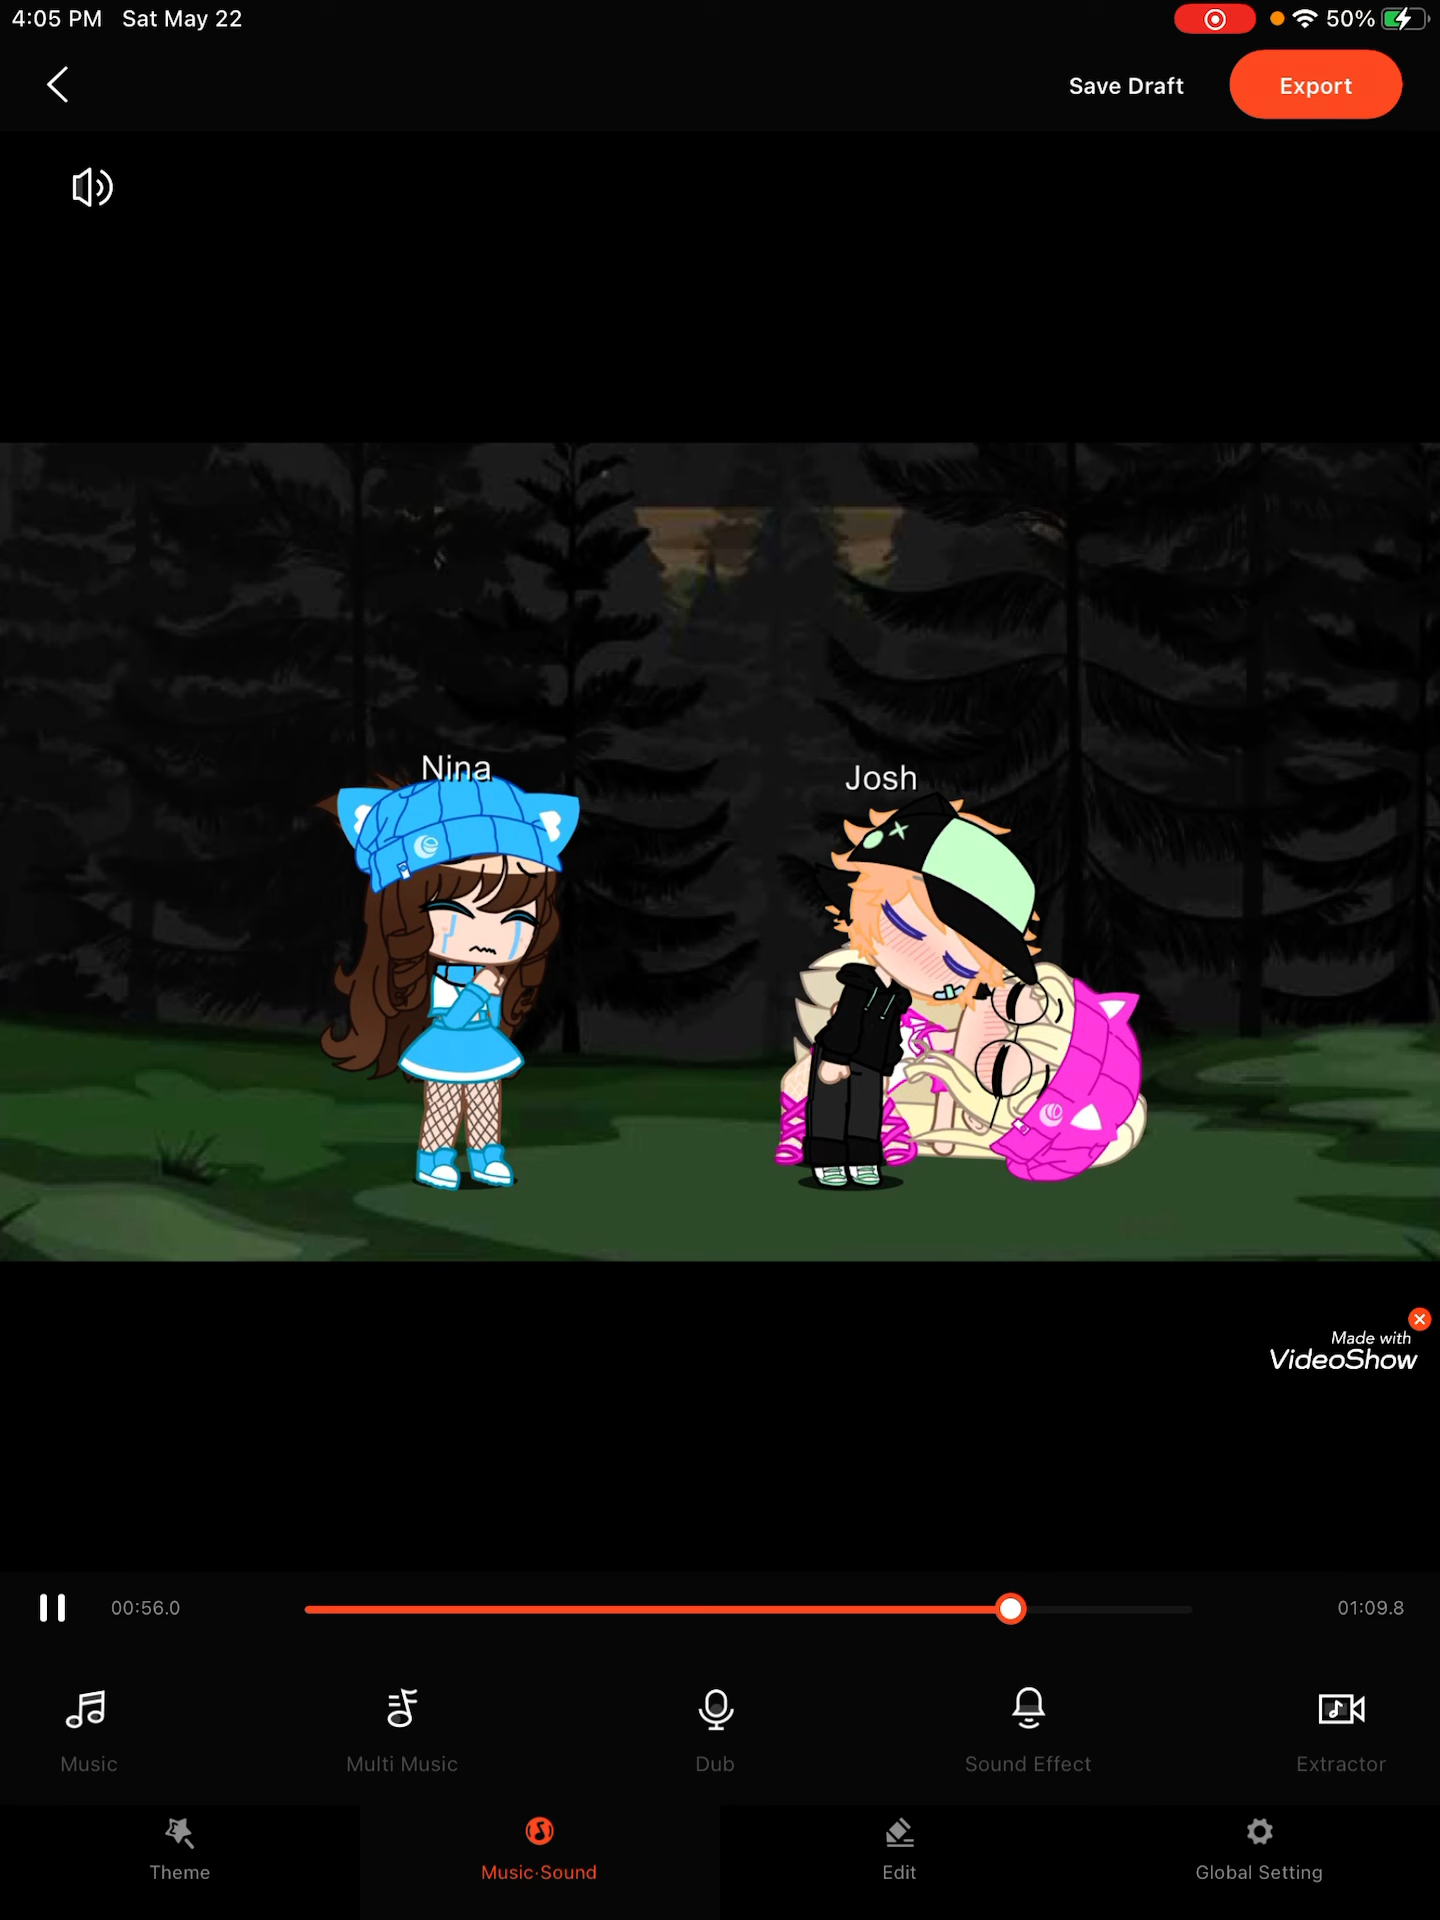 4:05 PM Sat May 22
50%
Save Draft
Export
Nina
Josh
Made with
VideoShow
00:56.0
01:09.8
Music
Multi Music
Dub
Sound Effect
Extractor
Theme
Music·Sound
Edit
Global Setting